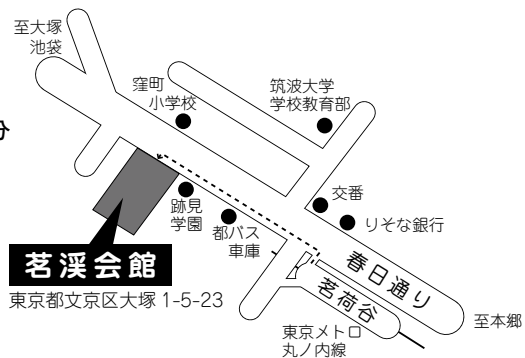 至大塚
池袋
窪町
小学校
筑波大学
学校教育部
分
交番
りそな銀行
跡見
学園
都バス
車庫
春日通り
茗荷谷
茗渓会館
東京都文京区大塚 1-5-23
東京メトロ
丸ノ内線
至本郷